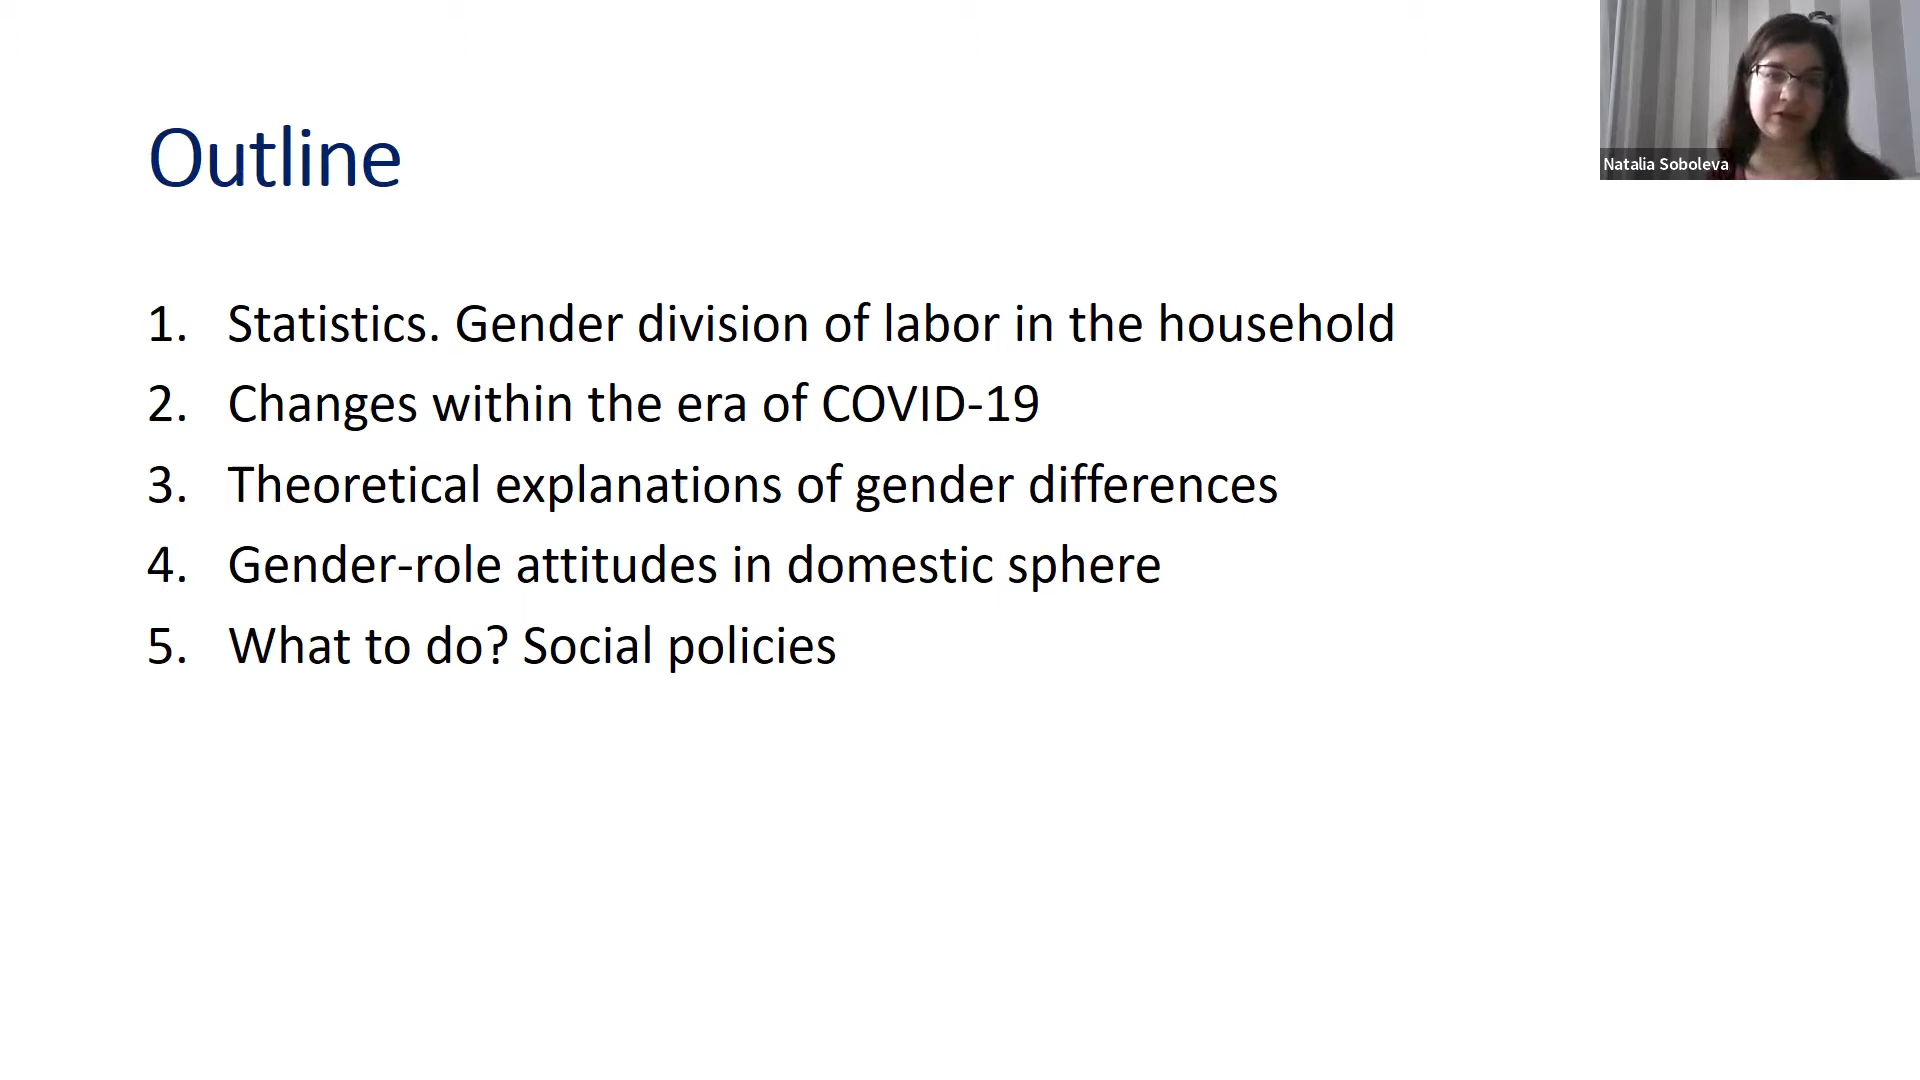 Outline
1. Statistics. Gender division of labor in the household
2. Changes within the era of COVID-19
3. Theoretical explanations of gender differences
4. Gender-role attitudes in domestic sphere
5. What to do? Social policies
Natalia Soboleva